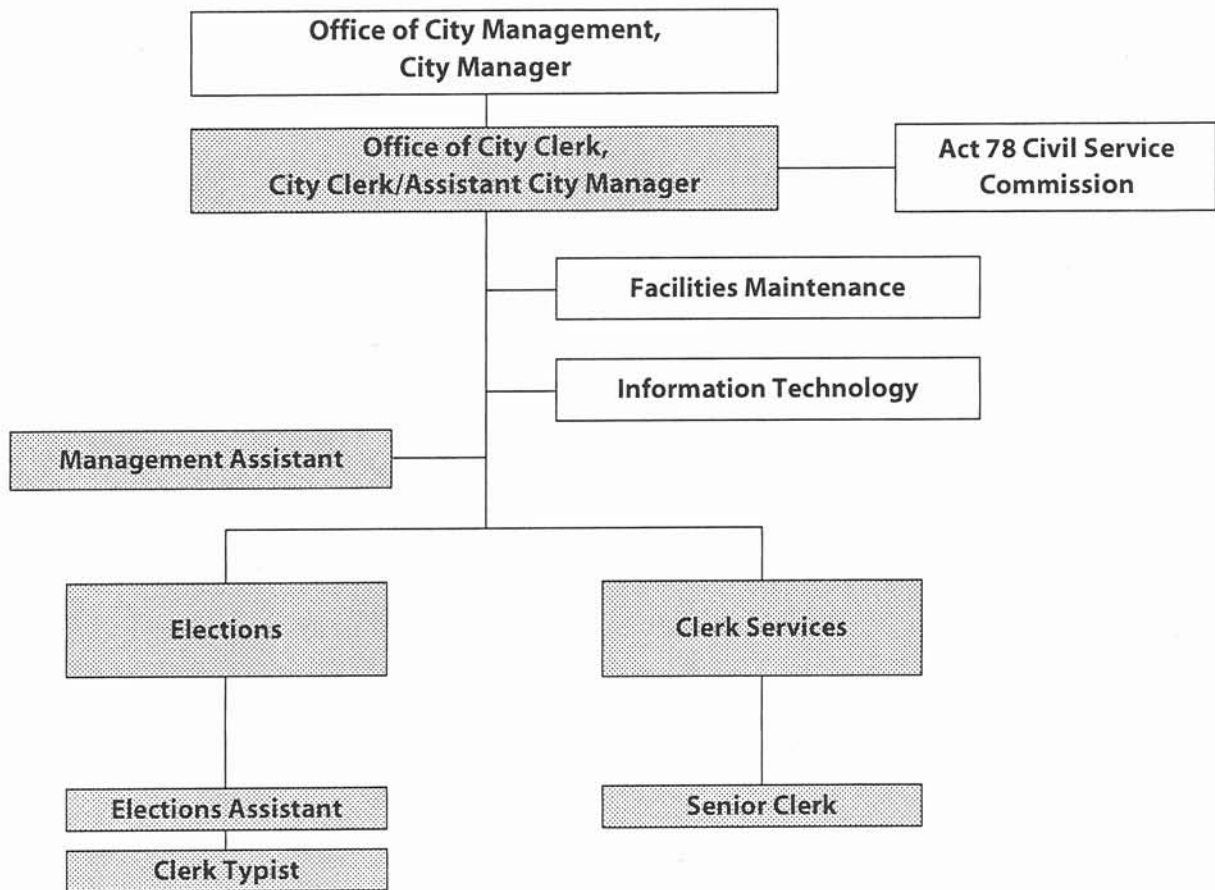 Office of City Management,
City Manager
Office of City Clerk,
City Clerk/Assistant City Manager
Act 78 Civil Service
Commission
Facilities Maintenance
Information Technology
Management Assistant
Elections
Clerk Services
Elections Assistant
Senior Clerk
Clerk Typist